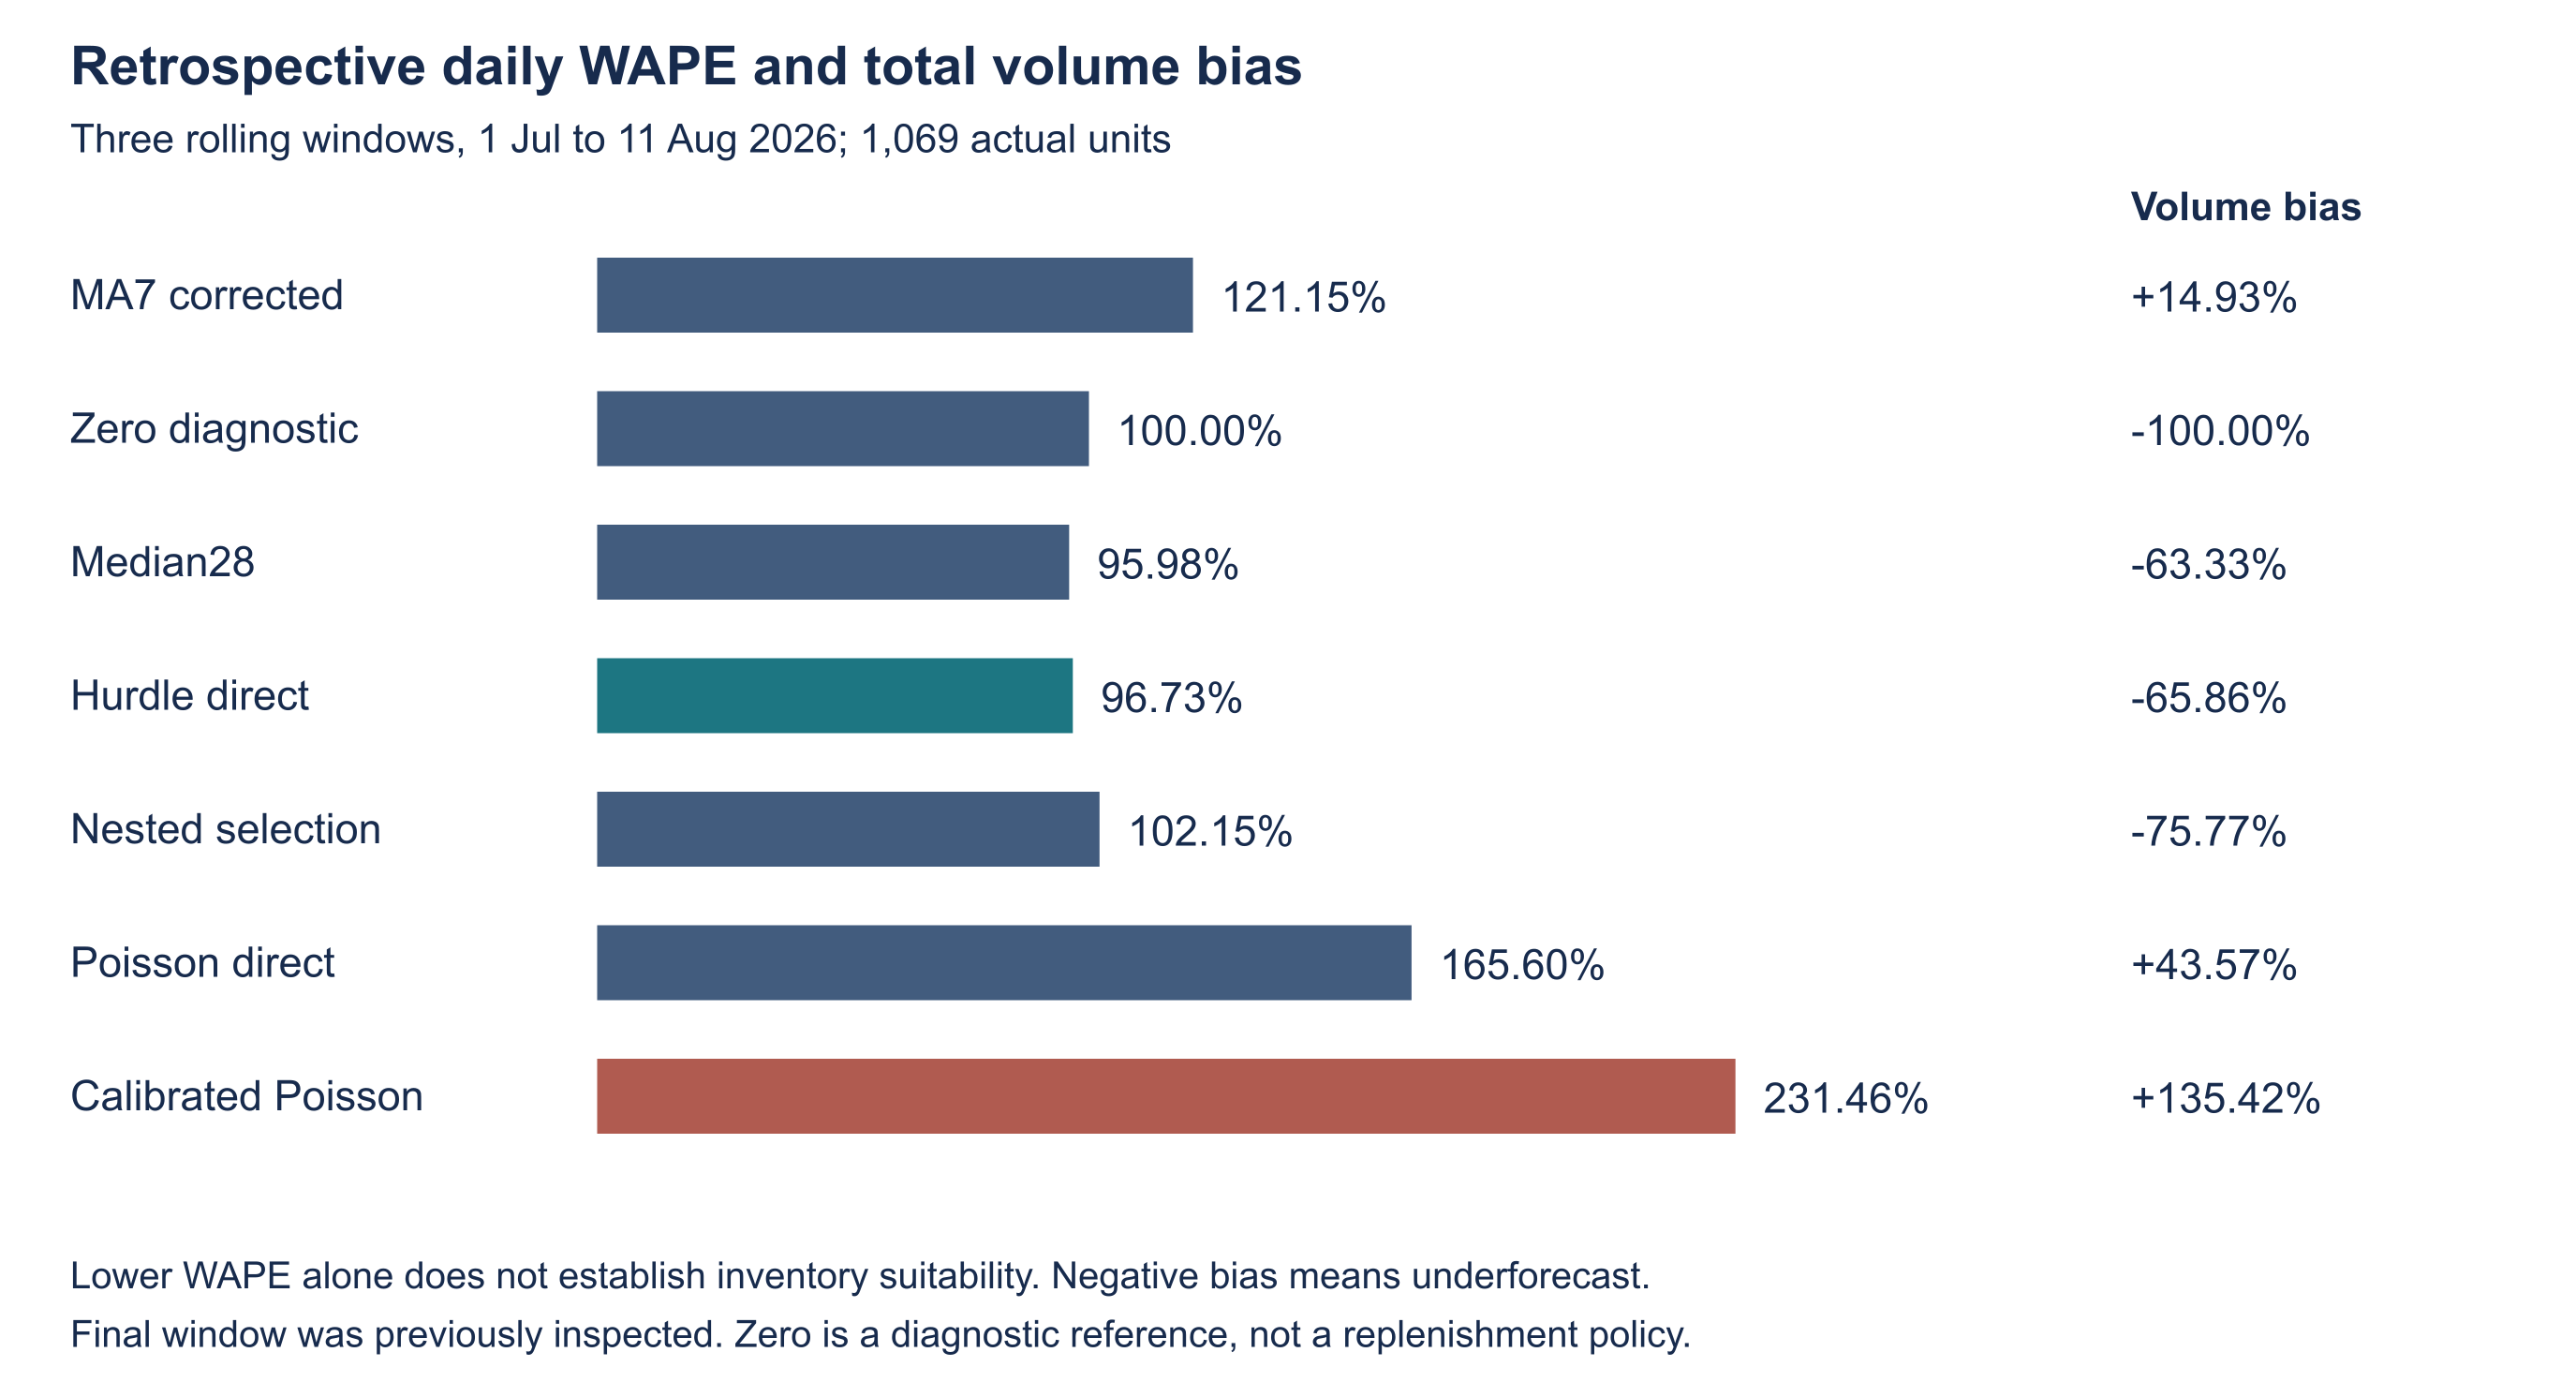 Retrospective daily WAPE and total volume bias
Three rolling windows, 1 Jul to 11 Aug 2026; 1,069 actual units
Volume bias
MA7 corrected 121.15% +14.93%
Zero diagnostic 100.00% -100.00%
Median28 95.98% -63.33%
Hurdle direct 96.73% -65.86%
Nested selection 102.15% -75.77%
Poisson direct 165.60% +43.57%
Calibrated Poisson 231.46% +135.42%
Lower WAPE alone does not establish inventory suitability. Negative bias means underforecast.
Final window was previously inspected. Zero is a diagnostic reference, not a replenishment policy.